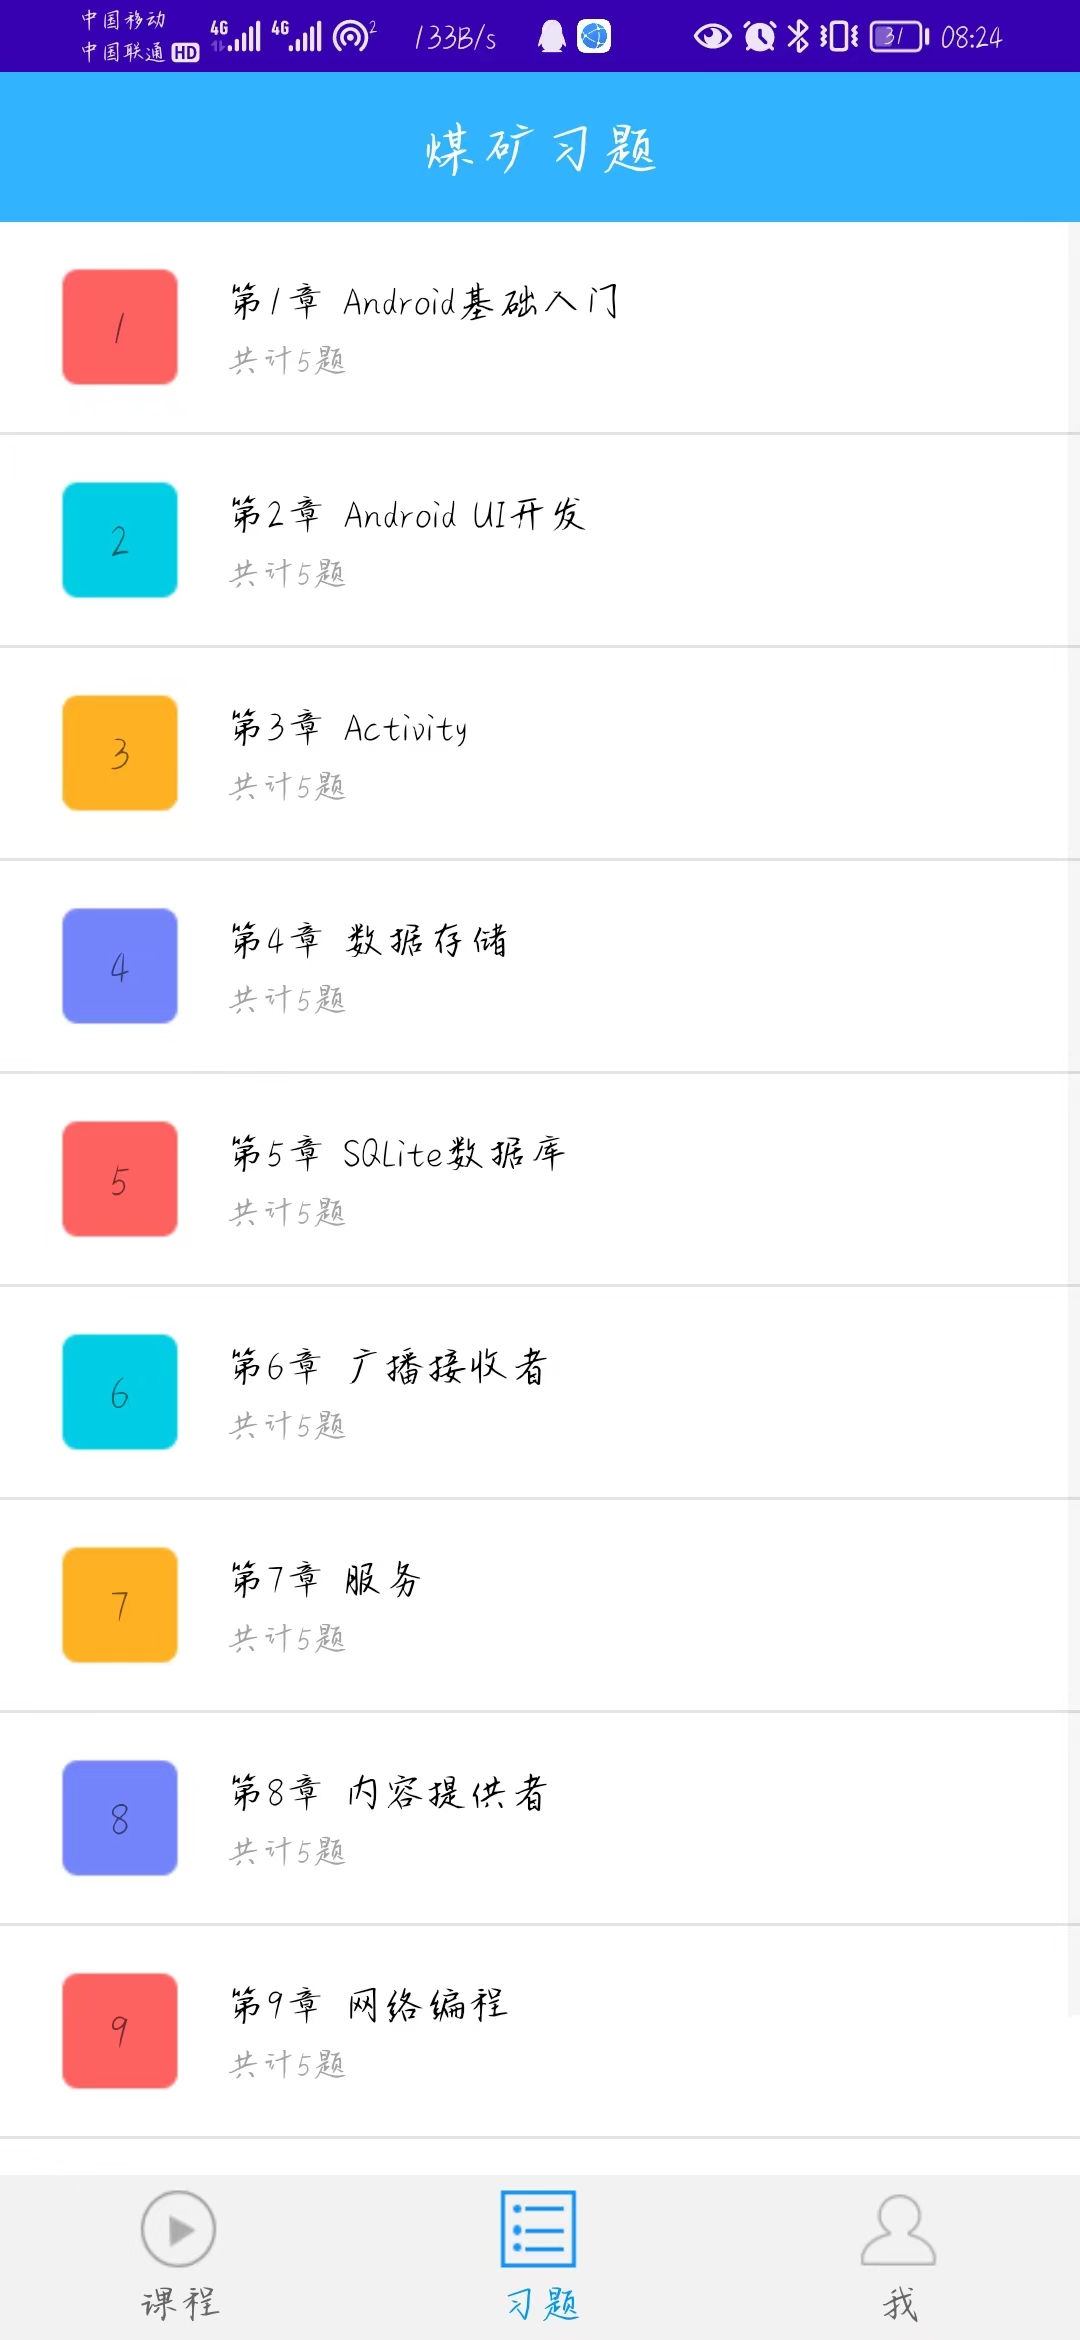 中国移动
中国联通 HD 4G 4G 2 133B/s 31 08:24
煤矿习题
1
第1章 Android基础入门
共计5题
2
第2章 Android UI开发
共计5题
3
第3章 Activity
共计5题
4
第4章 数据存储
共计5题
5
第5章 SQLite数据库
共计5题
6
第6章 广播接收者
共计5题
7
第7章 服务
共计5题
8
第8章 内容提供者
共计5题
9
第9章 网络编程
共计5题
课程 习题 我